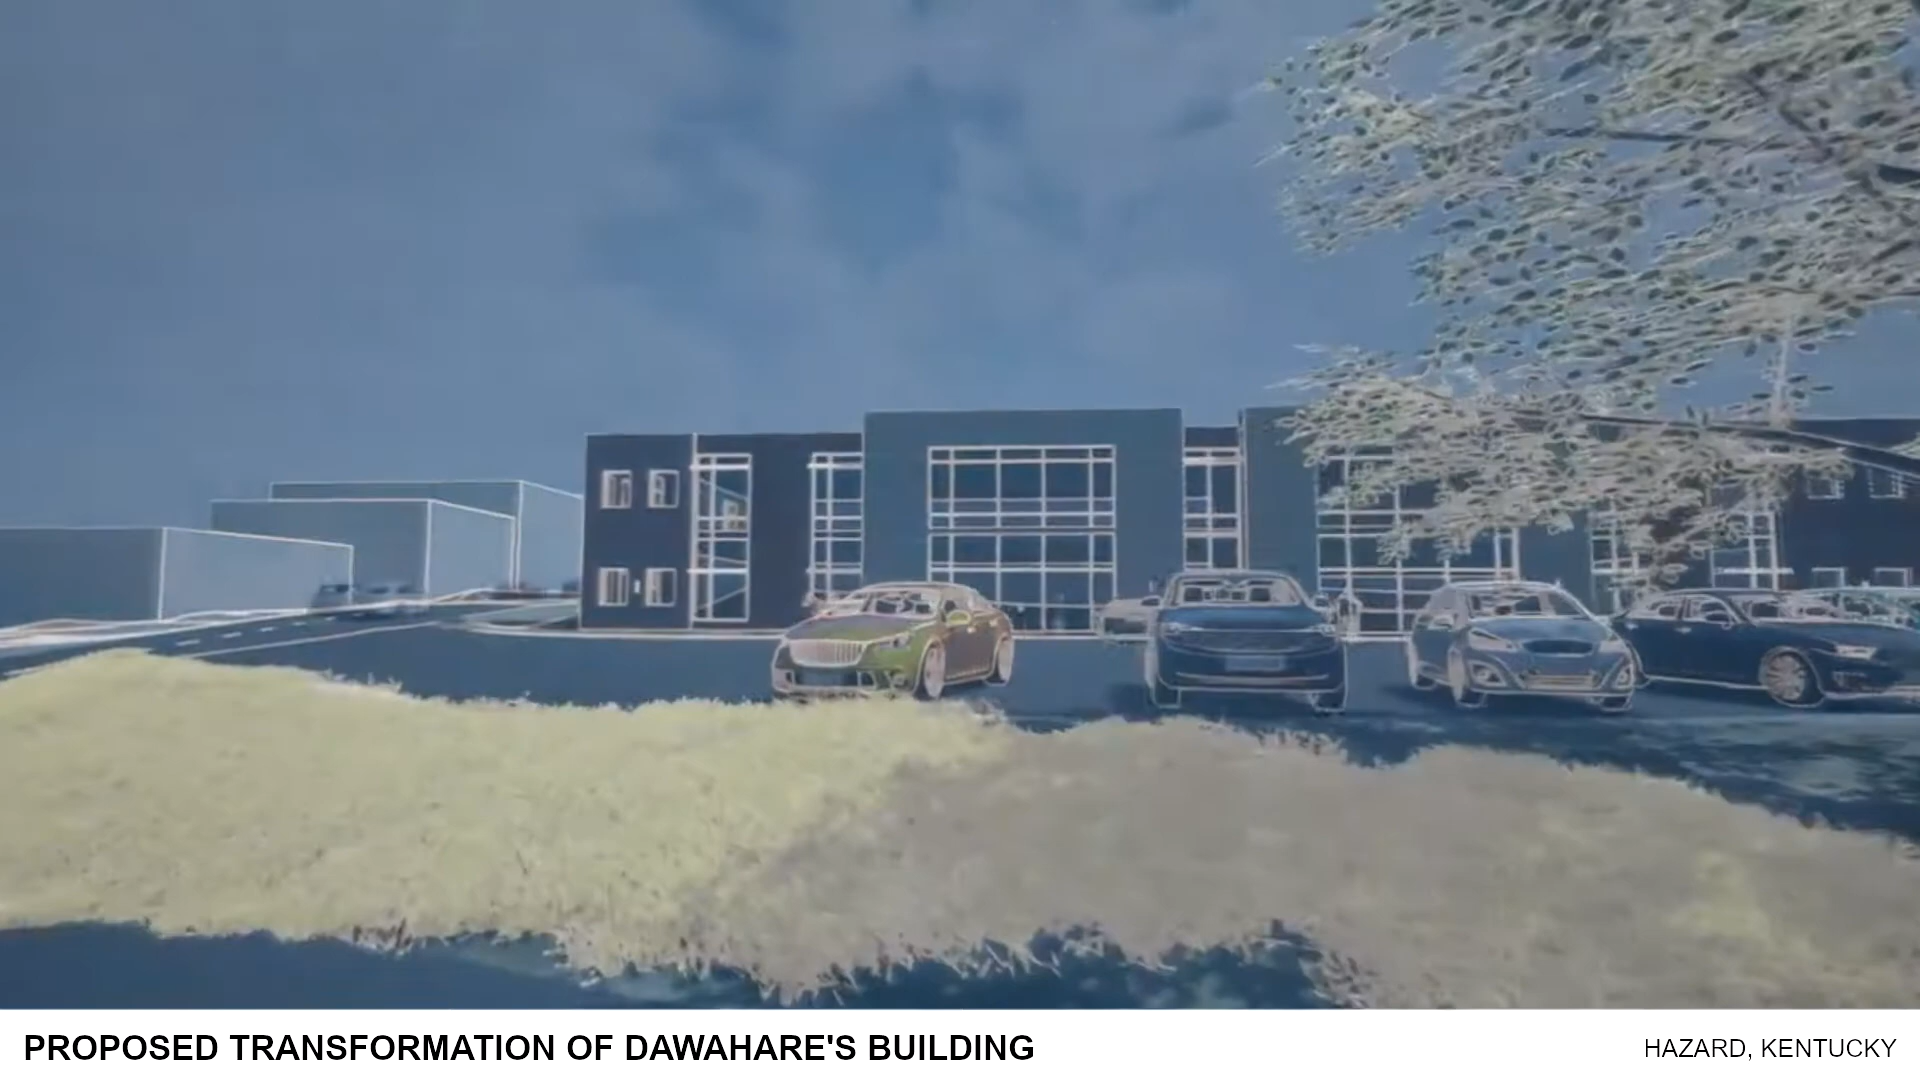 PROPOSED TRANSFORMATION OF DAWAHARE'S BUILDING
HAZARD, KENTUCKY